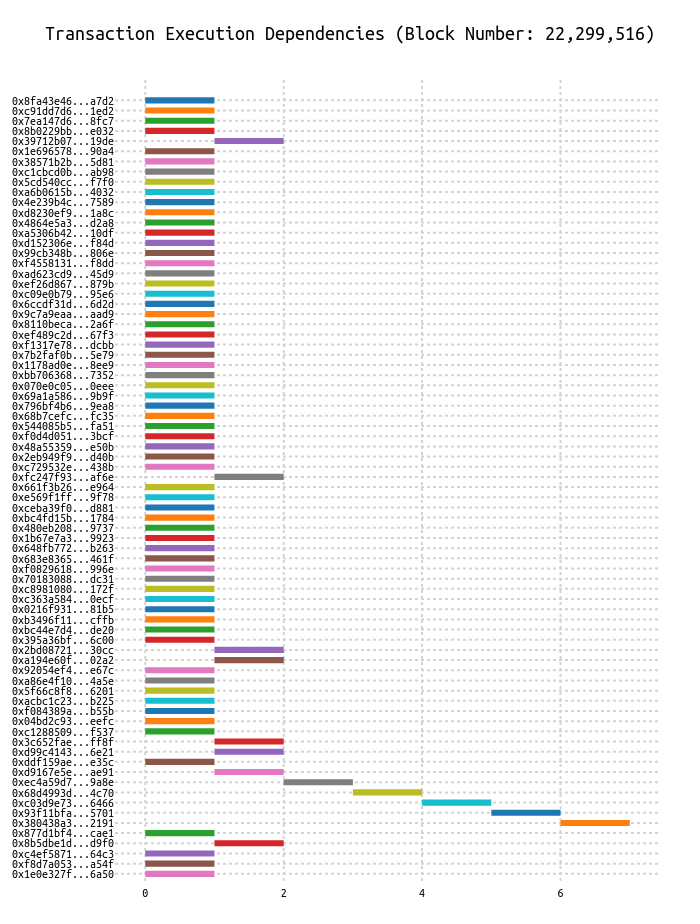 Transaction Execution Dependencies (Block Number: 22,299,516)
0x8fa43e46...a7d2
0xc91dd7d6...1ed2
0x7ea147d6...8fc7
0x8b0229bb...e032
0x39712b07...19de
0x1e696578...90a4
0x38571b2b...5d81
0xc1cbcd0b...ab98
0x5cd540cc...f7f0
0xa6b0615b...4032
0x4e239b4c...7589
0xd8230ef9...1a8c
0x4864e5a3...d2a8
0xa5306b42...10df
0xd152306e...f84d
0x99cb348b...806e
0xf4558131...f8dd
0xad623cd9...45d9
0xef26d867...879b
0xc09e0b79...95e6
0x6ccdf31d...6d2d
0x9c7a9eaa...aad9
0x8110beca...2a6f
0xef489c2d...67f3
0xf1317e78...dcbb
0x7b2faf0b...5e79
0x1178ad0e...8ee9
0xbb706368...7352
0x070e0c05...0eee
0x69a1a586...9b9f
0x796bf4b6...9ea8
0x68b7cefc...fc35
0x544085b5...fa51
0xf0d4d051...3bcf
0x48a55359...e50b
0x2eb949f9...d40b
0xc729532e...438b
0xfc247f93...af6e
0x661f3b26...e964
0xe569f1ff...9f78
0xceba39f0...d881
0xbc4fd15b...1784
0x480eb208...9737
0x1b67e7a3...9923
0x648fb772...b263
0x683e8365...461f
0xf0829618...996e
0x70183088...dc31
0xc8981080...172f
0xc363a584...0ecf
0x0216f931...81b5
0xb3496f11...cffb
0xbc44e7d4...de20
0x395a36bf...6c00
0x2bd08721...30cc
0xa194e60f...02a2
0x92054ef4...e67c
0xa86e4f10...4a5e
0x5f66c8f8...6201
0xacbc1c23...b225
0xf084389a...b55b
0x04bd2c93...eefc
0xc1288509...f537
0x3c652fae...ff8f
0xd99c4143...6e21
0xddf159ae...e35c
0xd9167e5e...ae91
0xec4a59d7...9a8e
0x68d4993d...4c70
0xc03d9e73...6466
0x93f11bfa...5701
0x380438a3...2191
0x877d1bf4...cae1
0x8b5dbe1d...d9f0
0xc4ef5871...64c3
0xf8d7a053...a54f
0x1e0e327f...6a50
0 2 4 6